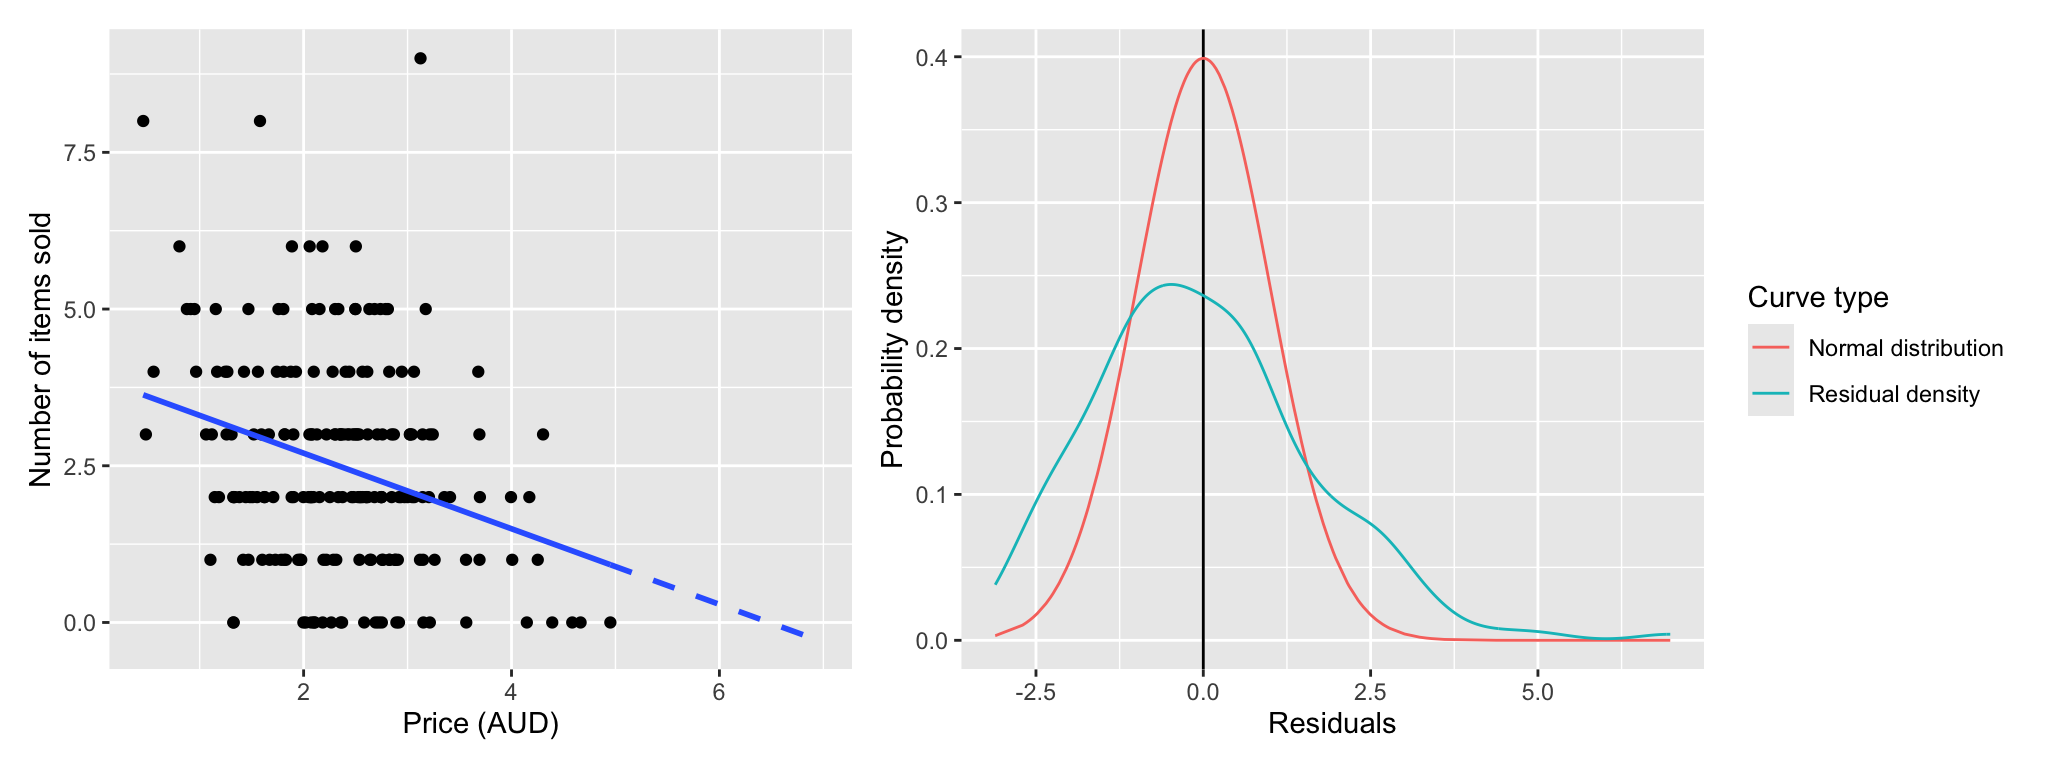 7.5
5.0
2.5
0.0
Number of items sold
2 4 6
Price (AUD)
0.4
0.3
0.2
0.1
0.0
Probability density
-2.5 0.0 2.5 5.0
Residuals
Curve type
Normal distribution
Residual density